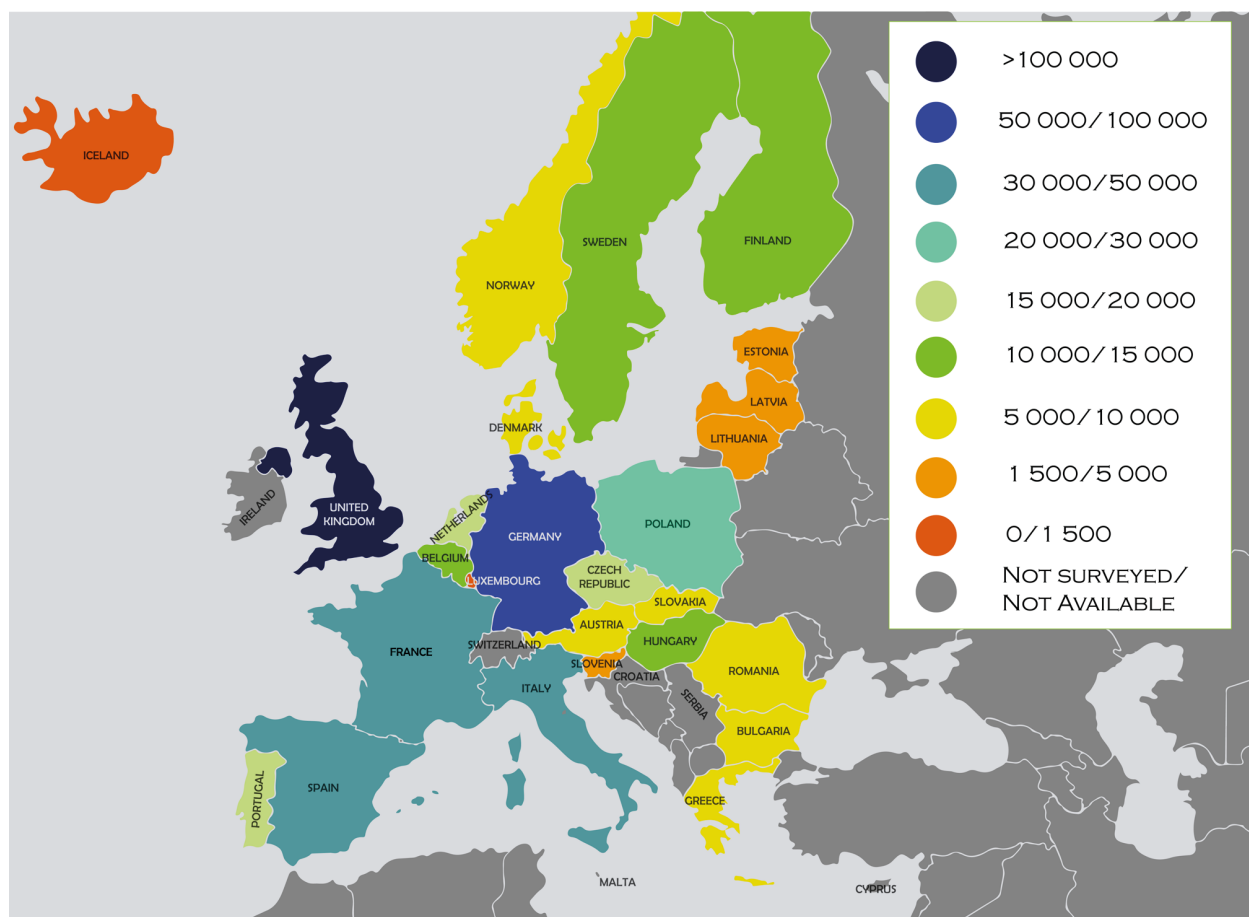 >100 000
50 000/100 000
30 000/50 000
20 000/30 000
15 000/20 000
10 000/15 000
5 000/10 000
1 500/5 000
0/1 500
NOT SURVEYED/
NOT AVAILABLE
ICELAND
SWEDEN
FINLAND
NORWAY
ESTONIA
LATVIA
DENMARK
LITHUANIA
IRELAND
UNITED
KINGDOM
NETHERLANDS
GERMANY
POLAND
BELGIUM
LUXEMBOURG
CZECH
REPUBLIC
SLOVAKIA
AUSTRIA
FRANCE
SWITZERLAND
HUNGARY
SLOVENIA
CROATIA
ROMANIA
ITALY
SERBIA
BULGARIA
PORTUGAL
SPAIN
GREECE
MALTA
CYPRUS